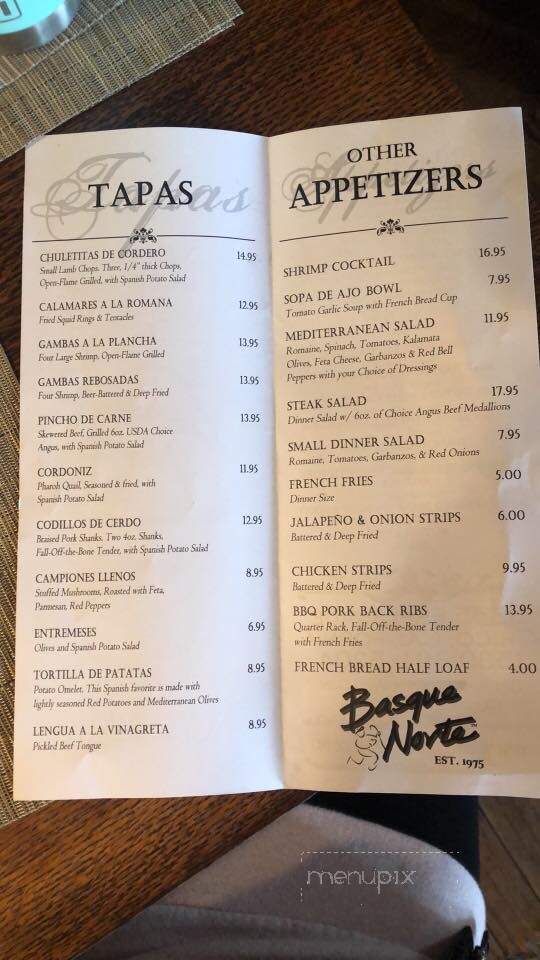 Tapas
TAPAS
CHULETITAS DE CORDERO 14.95
Small Lamb Chops. Three, 1/4" thick Chops,
Open-Flame Grilled, with Spanish Potato Salad
CALAMARES A LA ROMANA 12.95
Fried Squid Rings & Tentacles
GAMBAS A LA PLANCHA 13.95
Four Large Shrimp, Open-Flame Grilled
GAMBAS REBOSADAS 13.95
Four Shrimp, Beer-Battered & Deep Fried
PINCHO DE CARNE 13.95
Skewered Beef, Grilled 6oz. USDA Choice
Angus, with Spanish Potato Salad
CORDONIZ 11.95
Pharoh Quail, Seasoned & fried, with
Spanish Potato Salad
CODILLOS DE CERDO 12.95
Braised Pork Shanks. Two 4oz. Shanks,
Fall-Off-the-Bone Tender, with Spanish Potato Salad
CAMPIONES LLENOS 8.95
Stuffed Mushrooms, Roasted with Feta,
Parmesan, Red Peppers
ENTREMESES 6.95
Olives and Spanish Potato Salad
TORTILLA DE PATATAS 8.95
Potato Omelet. This Spanish favorite is made with
lightly seasoned Red Potatoes and Mediterranean Olives
LENGUA A LA VINAGRETA 8.95
Pickled Beef Tongue
Appetizers
OTHER
APPETIZERS
SHRIMP COCKTAIL 16.95
SOPA DE AJO BOWL 7.95
Tomato Garlic Soup with French Bread Cup
MEDITERRANEAN SALAD 11.95
Romaine, Spinach, Tomatoes, Kalamata
Olives, Feta Cheese, Garbanzos & Red Bell
Peppers with your Choice of Dressings
STEAK SALAD 17.95
Dinner Salad w/ 6oz. of Choice Angus Beef Medallions
SMALL DINNER SALAD 7.95
Romaine, Tomatoes, Garbanzos, & Red Onions
FRENCH FRIES 5.00
Dinner Size
JALAPEÑO & ONION STRIPS 6.00
Battered & Deep Fried
CHICKEN STRIPS 9.95
Battered & Deep Fried
BBQ PORK BACK RIBS 13.95
Quarter Rack, Fall-Off-the-Bone Tender
with French Fries
FRENCH BREAD HALF LOAF 4.00
Basque
Norte
EST. 1975
menupix